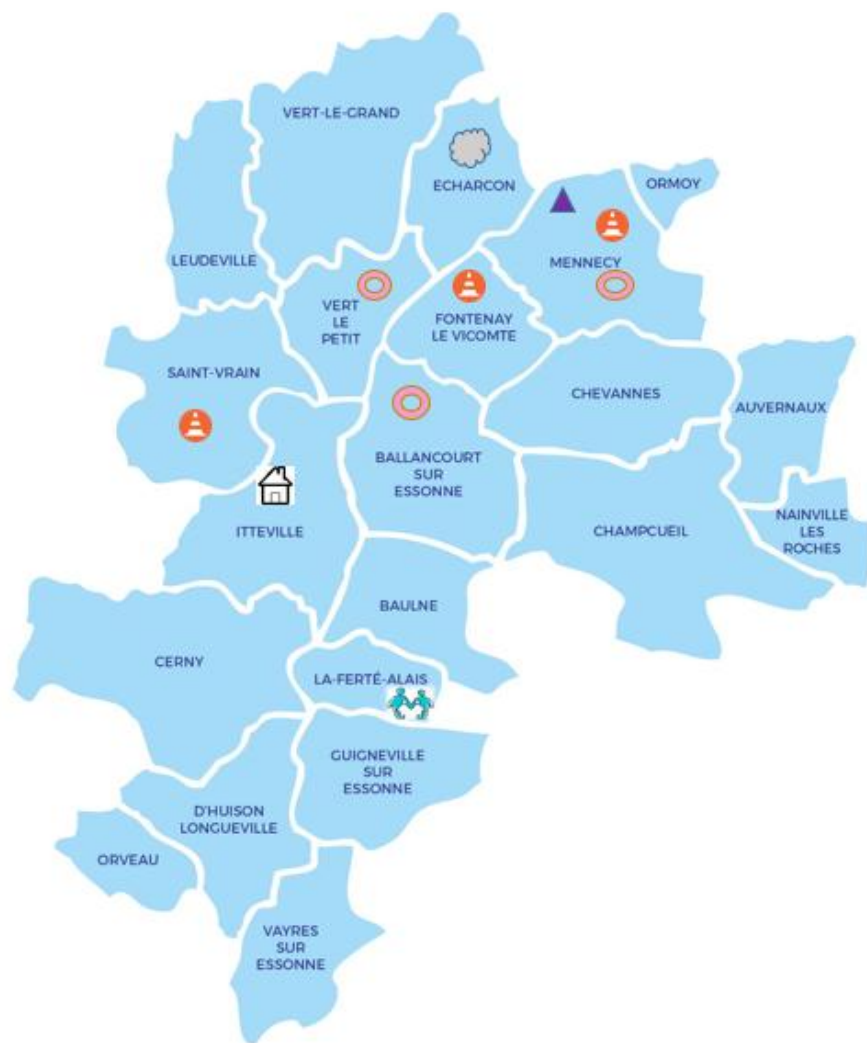 VERT-LE-GRAND
ECHARCON
ORMOY
LEUDEVILLE
MENNECY
VERT
LE
PETIT
FONTENAY
LE VICOMTE
SAINT-VRAIN
CHEVANNES
AUVERNAUX
BALLANCOURT
SUR
ESSONNE
ITTEVILLE
CHAMPCUEIL
NAINVILLE
LES
ROCHES
BAULNE
CERNY
LA-FERTÉ-ALAIS
GUIGNEVILLE
SUR
ESSONNE
D'HUISON
LONGUEVILLE
ORVEAU
VAYRES
SUR
ESSONNE